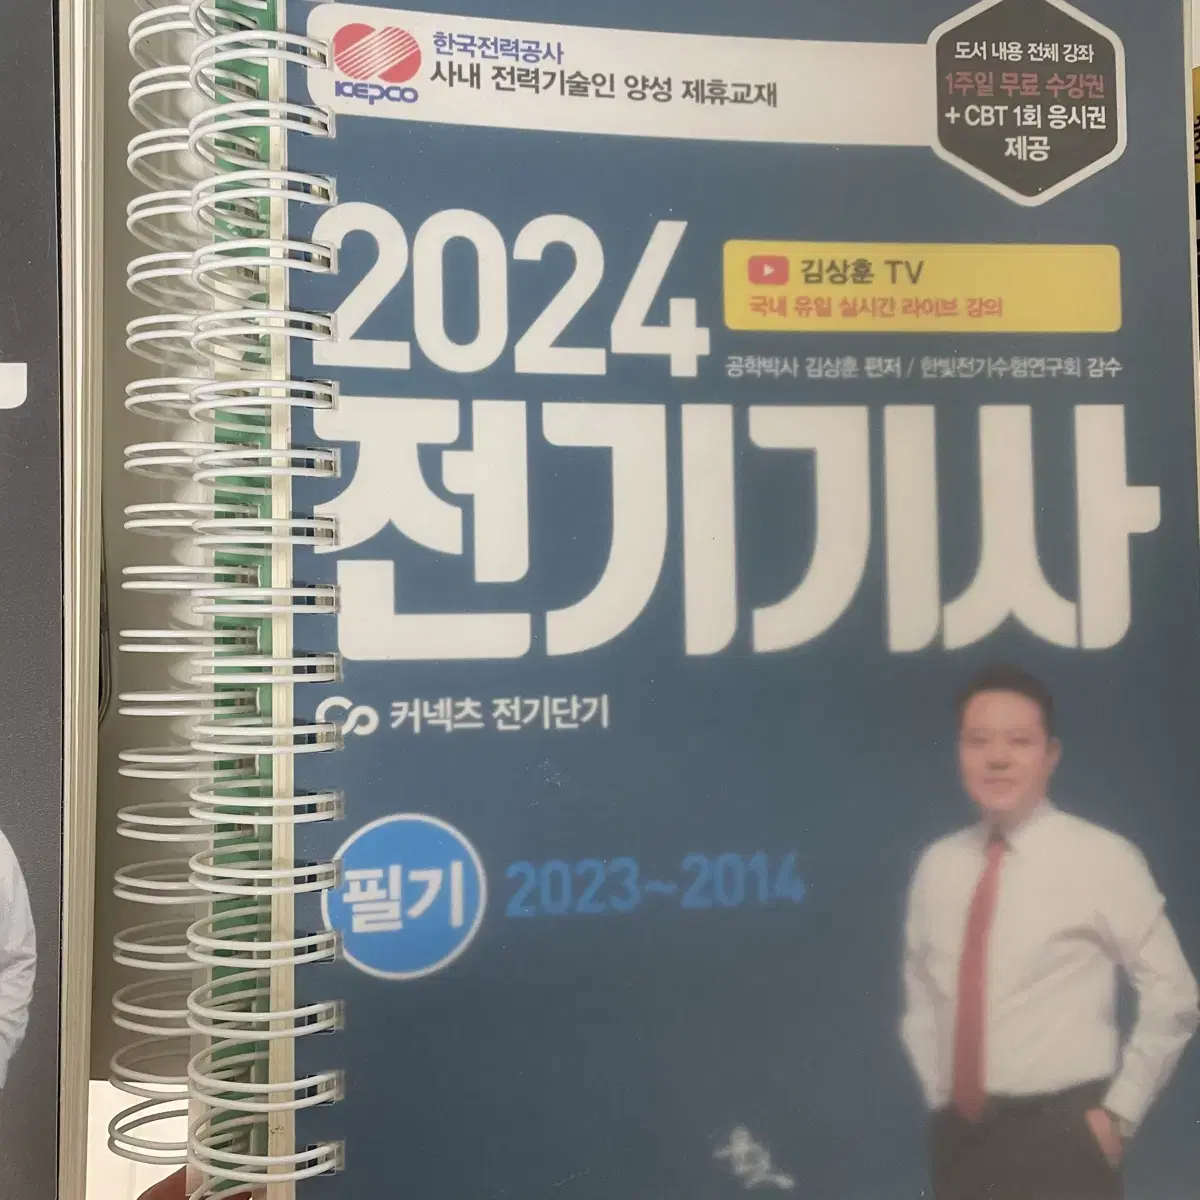 KEPCO
한국전력공사
사내 전력기술인 양성 제휴교재
도서 내용 전체 강좌
1주일 무료 수강권
+ CBT 1회 응시권
제공
2024
김상훈 TV
국내 유일 실시간 라이브 강의
공학박사 김상훈 편저 / 한빛전기수험연구회 감수
전기기사
커넥츠 전기단기
필기 2023~2014